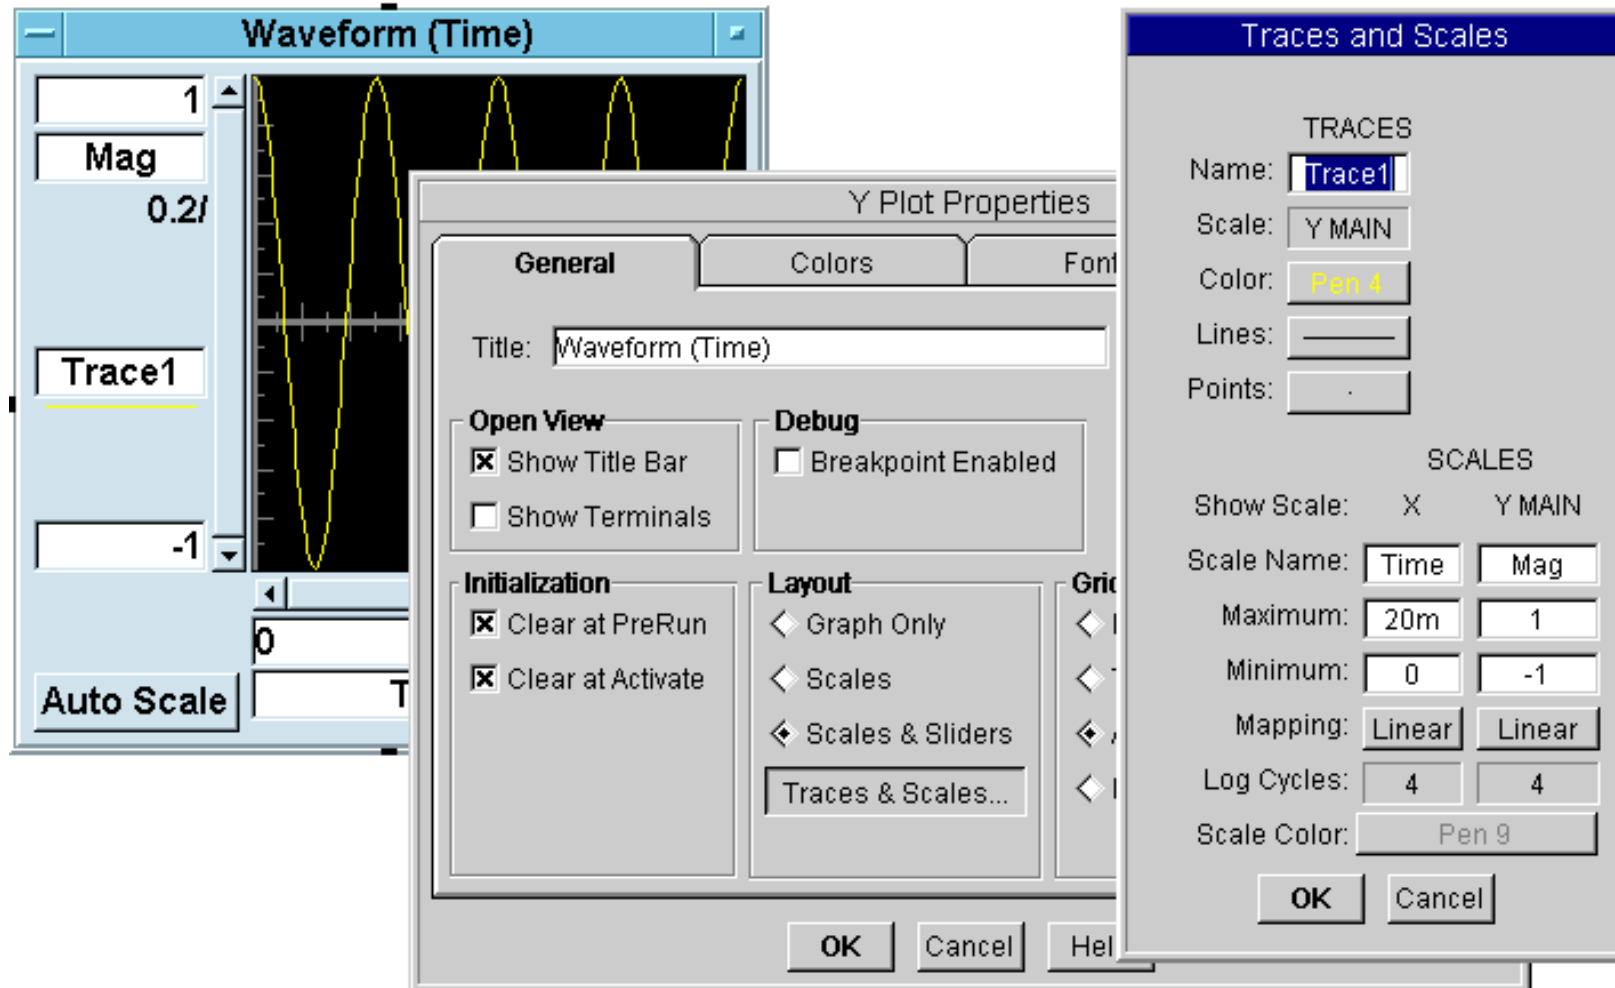 Waveform (Time)
1
Mag
0.2/
Trace1
-1
0
Auto Scale
T
Y Plot Properties
General
Colors
Font
Title: Waveform (Time)
Open View
Show Title Bar
Show Terminals
Debug
Breakpoint Enabled
Initialization
Clear at PreRun
Clear at Activate
Layout
Graph Only
Scales
Scales & Sliders
Traces & Scales...
OK Cancel Hel
Traces and Scales
TRACES
Name: Trace1
Scale: Y MAIN
Color: Pen 4
Lines:
Points:
SCALES
Show Scale: X Y MAIN
Scale Name: Time Mag
Maximum: 20m 1
Minimum: 0 -1
Mapping: Linear Linear
Log Cycles: 4 4
Scale Color: Pen 9
OK Cancel